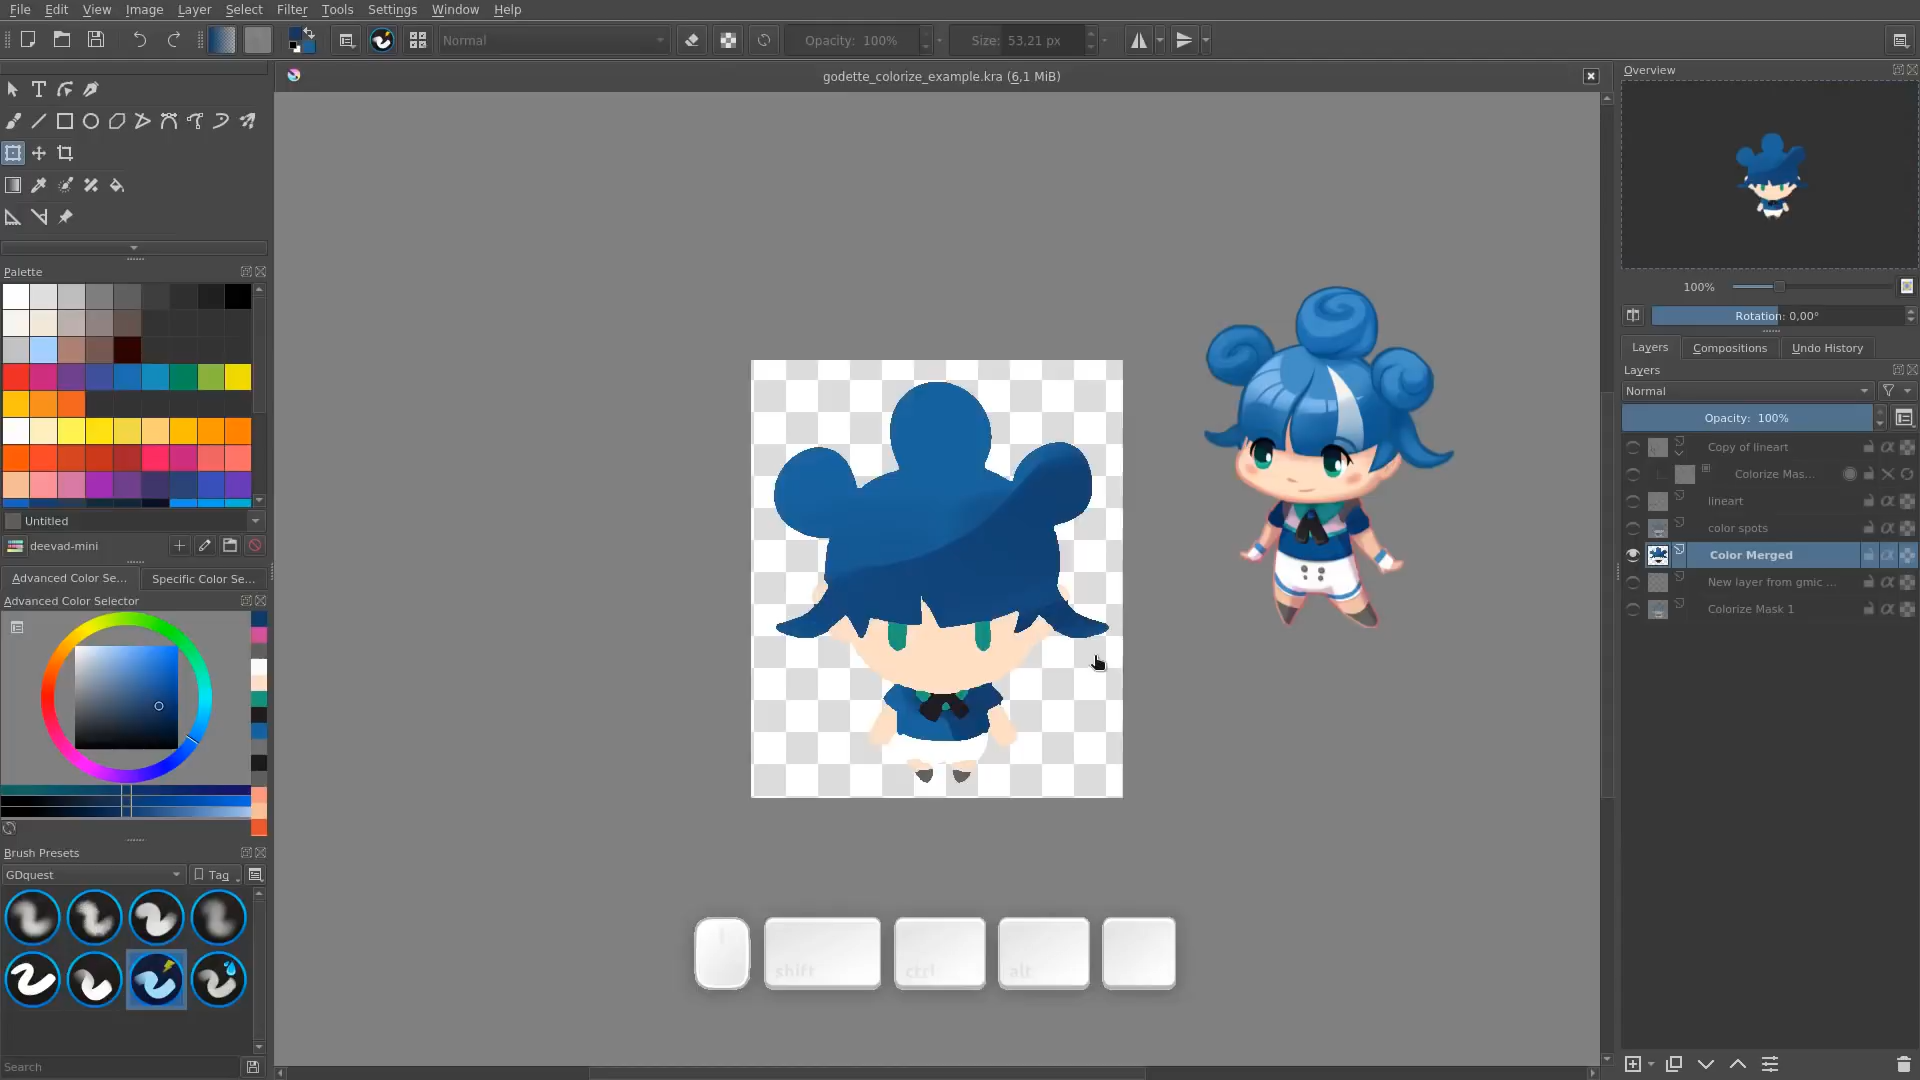 File Edit View Image Layer Select Filter Tools Settings Window Help
Normal
Opacity: 100%
Size: 53,21 px
godette_colorize_example.kra (6,1 MiB)
Overview
100%
Rotation: 0,00°
Layers Compositions Undo History
Layers
Normal
Opacity: 100%
Copy of lineart
Colorize Mas...
lineart
color spots
Color Merged
New layer from gmic ...
Colorize Mask 1
Palette
Untitled
deevad-mini
Advanced Color Se... Specific Color Se...
Advanced Color Selector
Brush Presets
GDquest
Tag
Search
shift
ctrl
alt